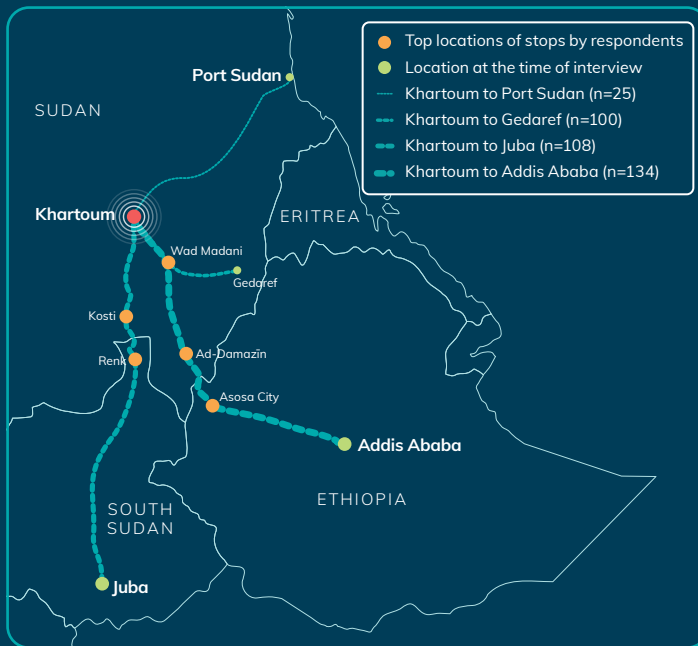 Top locations of stops by respondents
Location at the time of interview
Khartoum to Port Sudan (n=25)
Khartoum to Gedaref (n=100)
Khartoum to Juba (n=108)
Khartoum to Addis Ababa (n=134)
Port Sudan
SUDAN
Khartoum
ERITREA
Wad Madani
Gedaref
Kosti
Renk
Ad-Damazīn
Asosa City
Addis Ababa
ETHIOPIA
SOUTH
SUDAN
Juba